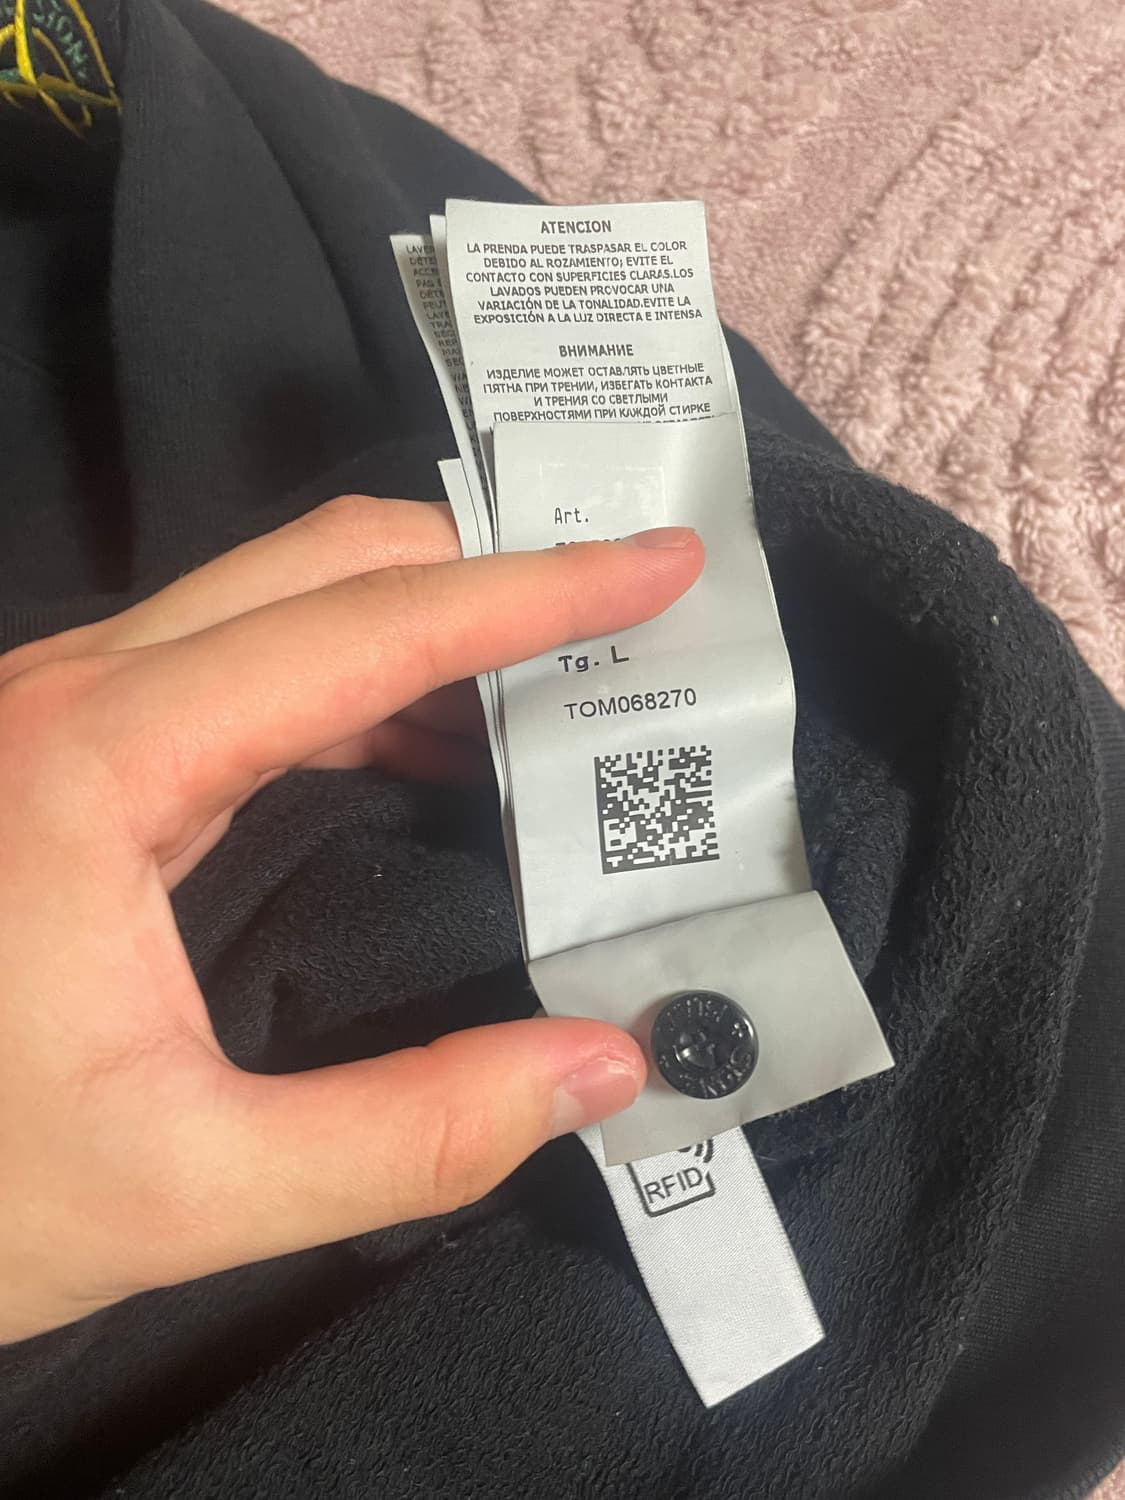 ATENCION
LA PRENDA PUEDE TRASPASAR EL COLOR
DEBIDO AL ROZAMIENTO; EVITE EL
CONTACTO CON SUPERFICIES CLARAS.LOS
LAVADOS PUEDEN PROVOCAR UNA
VARIACIÓN DE LA TONALIDAD.EVITE LA
EXPOSICIÓN A LA LUZ DIRECTA E INTENSA
ВНИМАНИЕ
ИЗДЕЛИЕ МОЖЕТ ОСТАВЛЯТЬ ЦВЕТНЫЕ
ПЯТНА ПРИ ТРЕНИИ, ИЗБЕГАТЬ КОНТАКТА
И ТРЕНИЯ СО СВЕТЛЫМИ
ПОВЕРХНОСТЯМИ ПРИ КАЖДОЙ СТИРКЕ
Art.
Tg. L
TOM068270
RFID